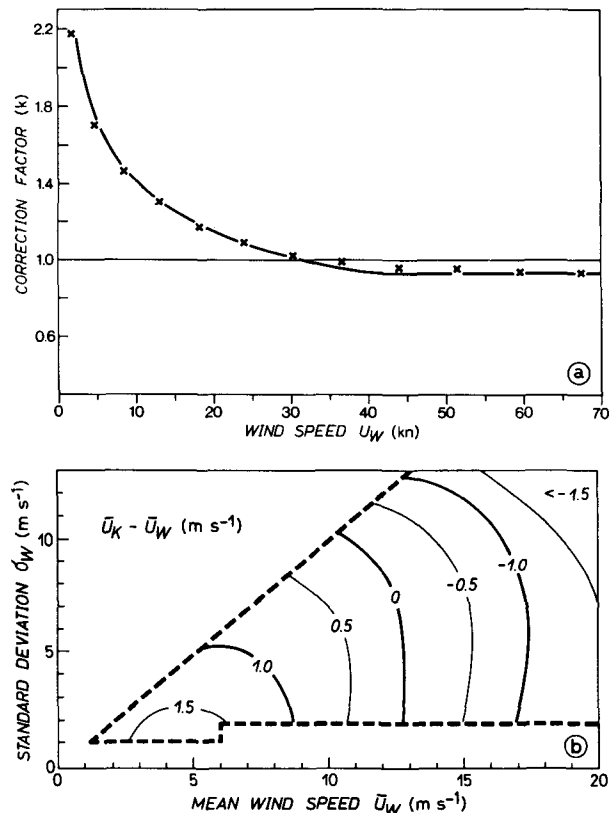 2.2
1.8
1.4
1.0
0.6
CORRECTION FACTOR (k)
0 10 20 30 40 50 60 70
WIND SPEED U_W (kn)
a
Ū_K - Ū_W (m s⁻¹)
<-1.5
10
5
0
STANDARD DEVIATION σ_W (m s⁻¹)
1.5
1.0
0.5
0
-0.5
-1.0
0 5 10 15 20
MEAN WIND SPEED Ū_W (m s⁻¹)
b